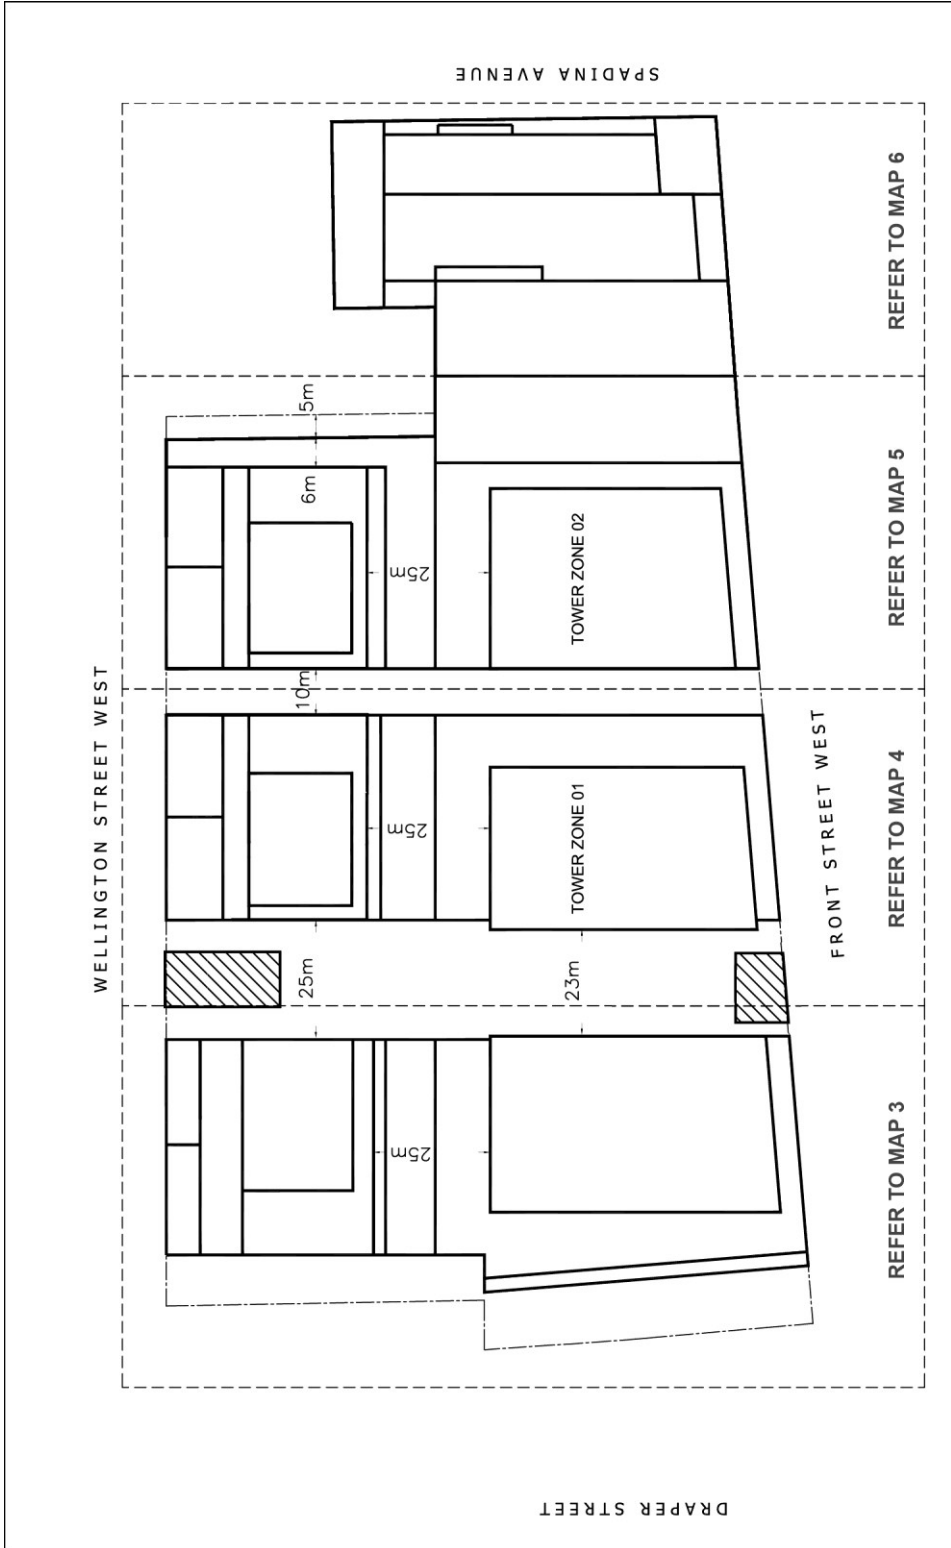 SPADINA AVENUE
REFER TO MAP 6
5m
6m
25m
TOWER ZONE 02
REFER TO MAP 5
WELLINGTON STREET WEST
10m
25m
TOWER ZONE 01
FRONT STREET WEST
REFER TO MAP 4
25m
23m
25m
REFER TO MAP 3
DRAPER STREET